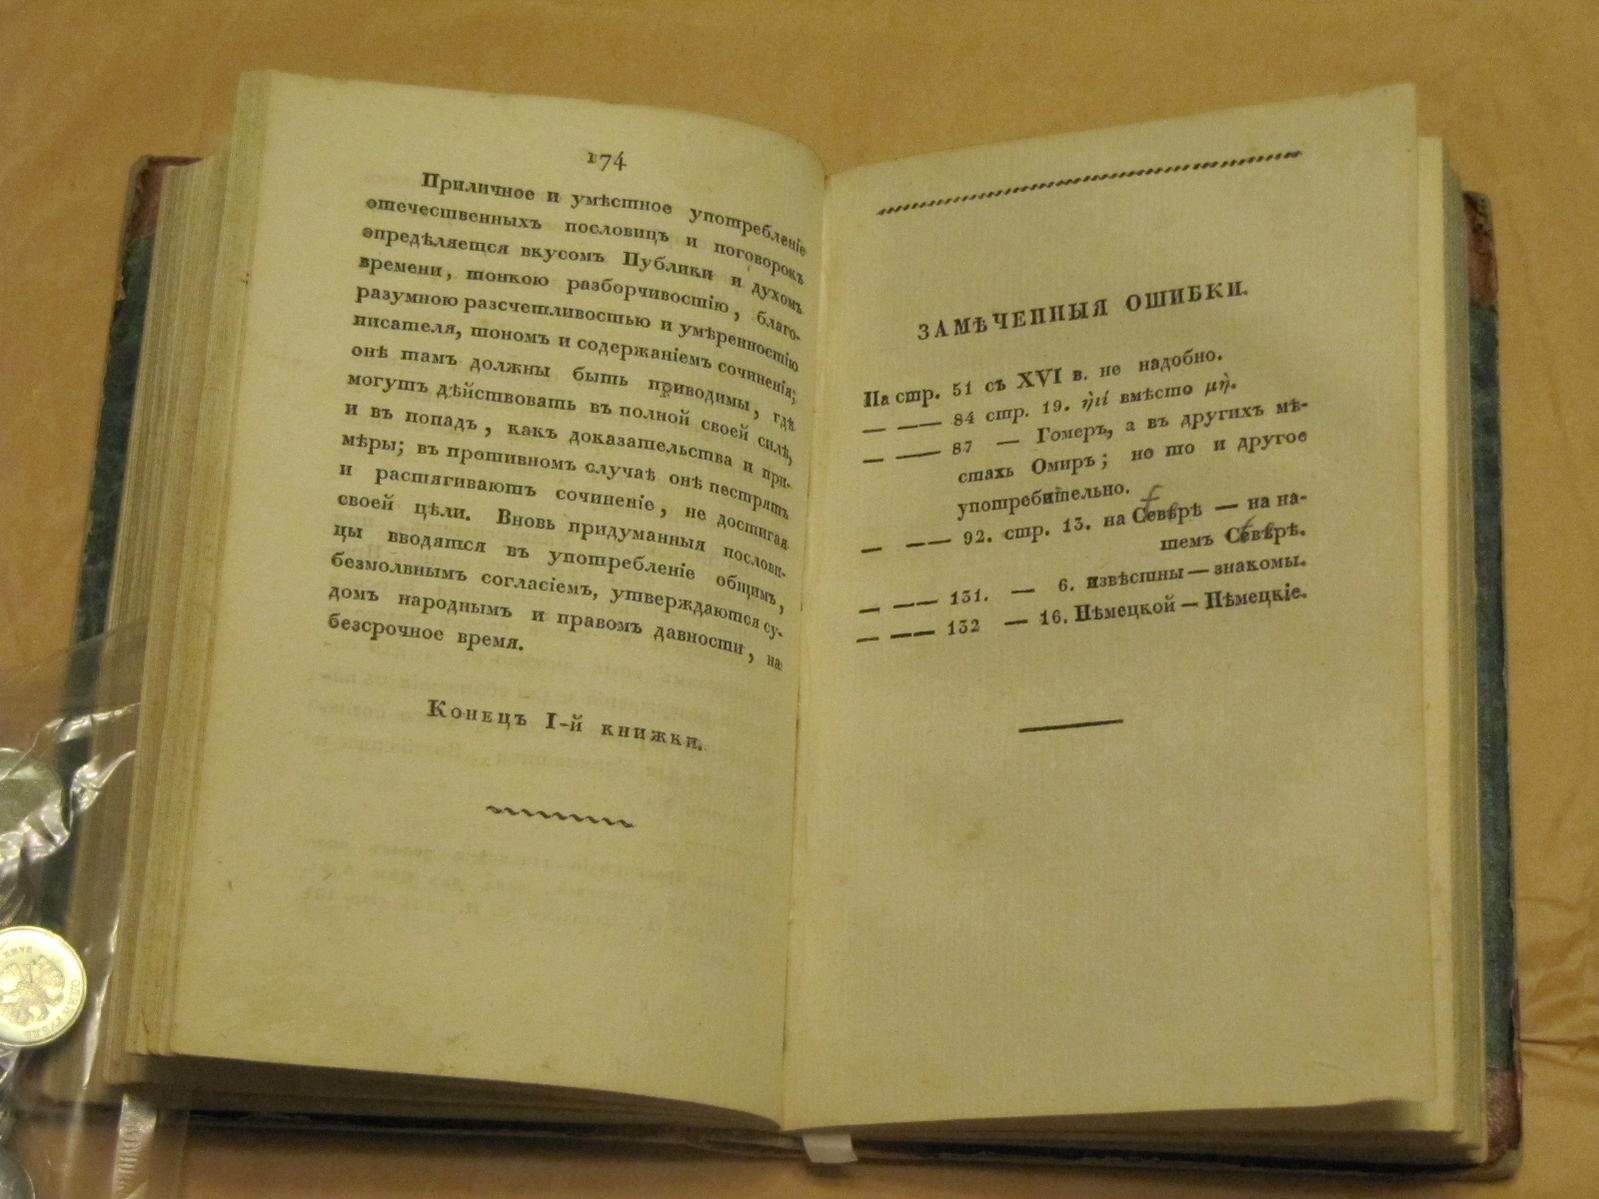 174
Приличное и умѣстное употребленіе
отечественныхъ пословицъ и поговорокъ
опредѣляется вкусомъ Публики и духомъ
времени, тонкою разборчивостію, благо-
разумною разсчетливостью и умѣренностію
писателя, тономъ и содержаніемъ сочиненія;
онѣ тамъ должны быть приводимы, гдѣ
могутъ дѣйствовать въ полной своей силѣ,
и въ попадъ, какъ доказательства и при-
мѣры; въ противномъ случаѣ онѣ пестрятъ
и растягиваютъ сочиненіе, не достигая
своей цѣли. Вновь придуманныя послови-
цы вводятся въ употребленіе общимъ,
безмолвнымъ согласіемъ, утверждаются су-
домъ народнымъ и правомъ давности, на
безсрочное время.
Конецъ I-й книжки.
ЗАМѢЧЕННЫЯ ОШИБКИ.
На стр. 51 съ XVI в. не надобно.
— —— 84 стр. 19. вмѣсто μὴ.
— —— 87 — Гомеръ, а въ другихъ мѣ-
стахъ Омиръ; но то и другое
употребительно.
— —— 92. стр. 13. на Северѣ — на на-
шемъ Северѣ.
— —— 131. — 6. извѣстны — знакомы.
— —— 132 — 16. Нѣмецкой — Нѣмецкіе.
ОДИН РУБЛЬ